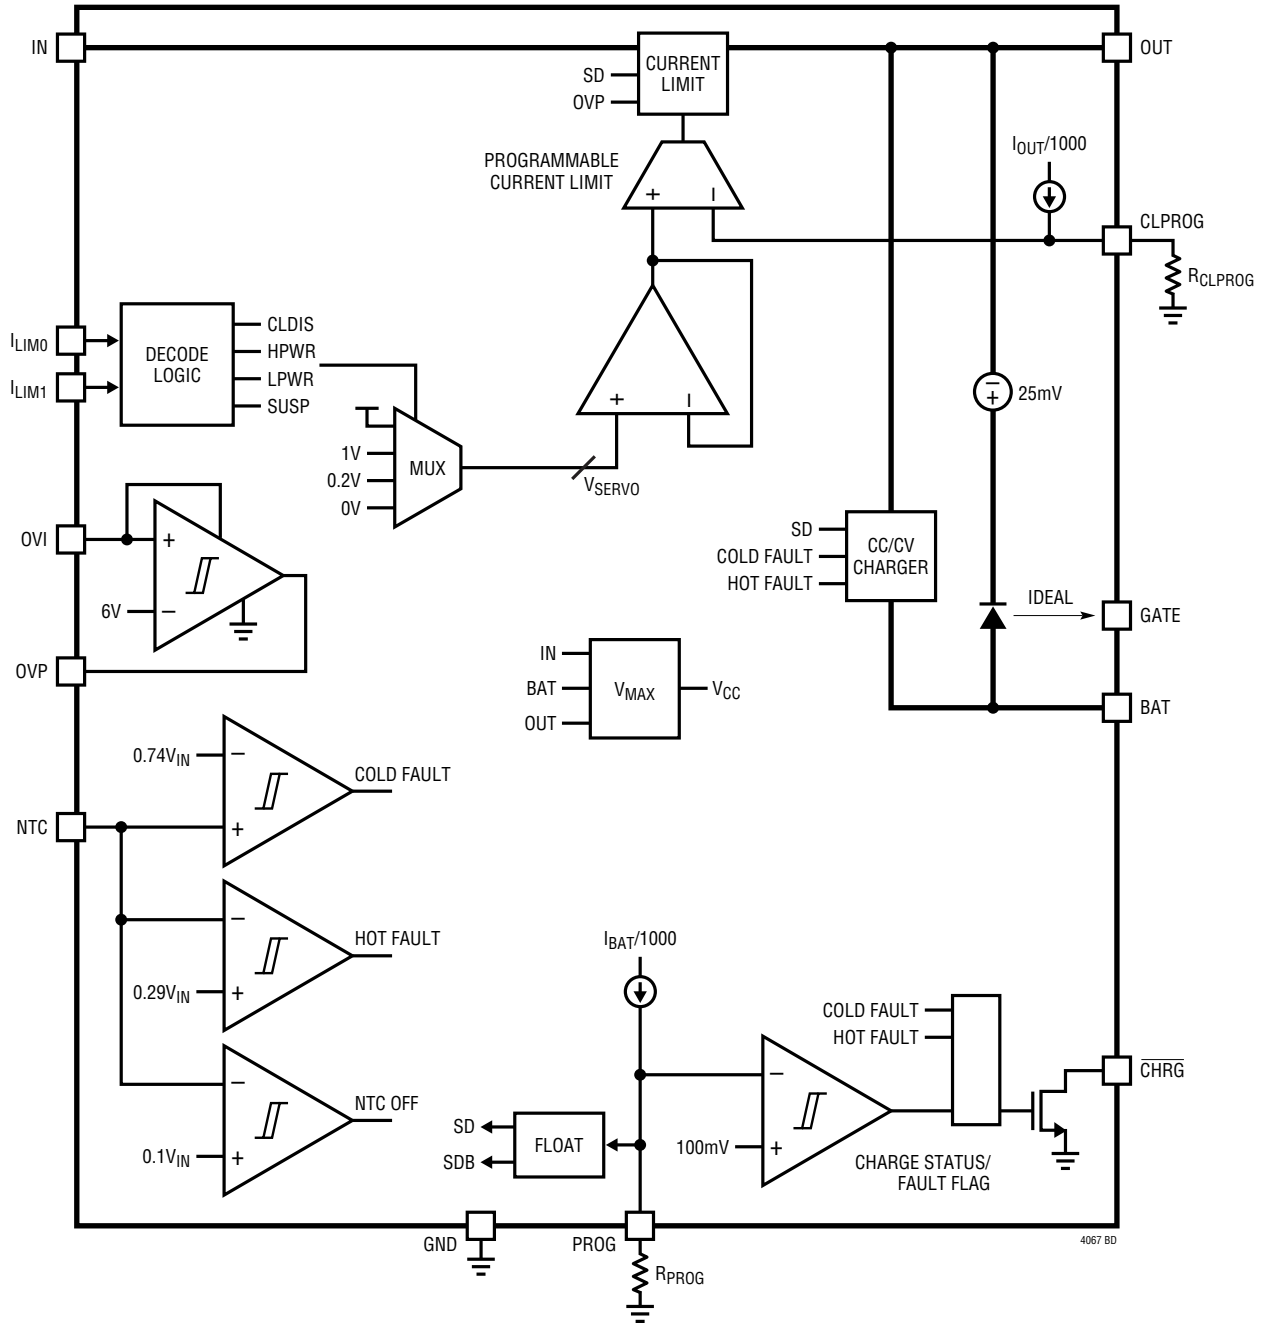 IN
OUT
CURRENT
LIMIT
SD
OVP
PROGRAMMABLE
CURRENT LIMIT
+
–
IOUT/1000
CLPROG
RCLPROG
ILIM0
ILIM1
DECODE
LOGIC
CLDIS
HPWR
LPWR
SUSP
+
–
–
+
25mV
1V
0.2V
0V
MUX
VSERVO
OVI
+
6V
–
OVP
SD
COLD FAULT
HOT FAULT
CC/CV
CHARGER
IDEAL
GATE
BAT
IN
BAT
OUT
VMAX
VCC
0.74VIN
–
+
COLD FAULT
NTC
–
HOT FAULT
0.29VIN
+
–
NTC OFF
0.1VIN
+
IBAT/1000
COLD FAULT
HOT FAULT
–
100mV
+
CHARGE STATUS/
FAULT FLAG
CHRG
SD
SDB
FLOAT
GND
PROG
RPROG
4067 BD